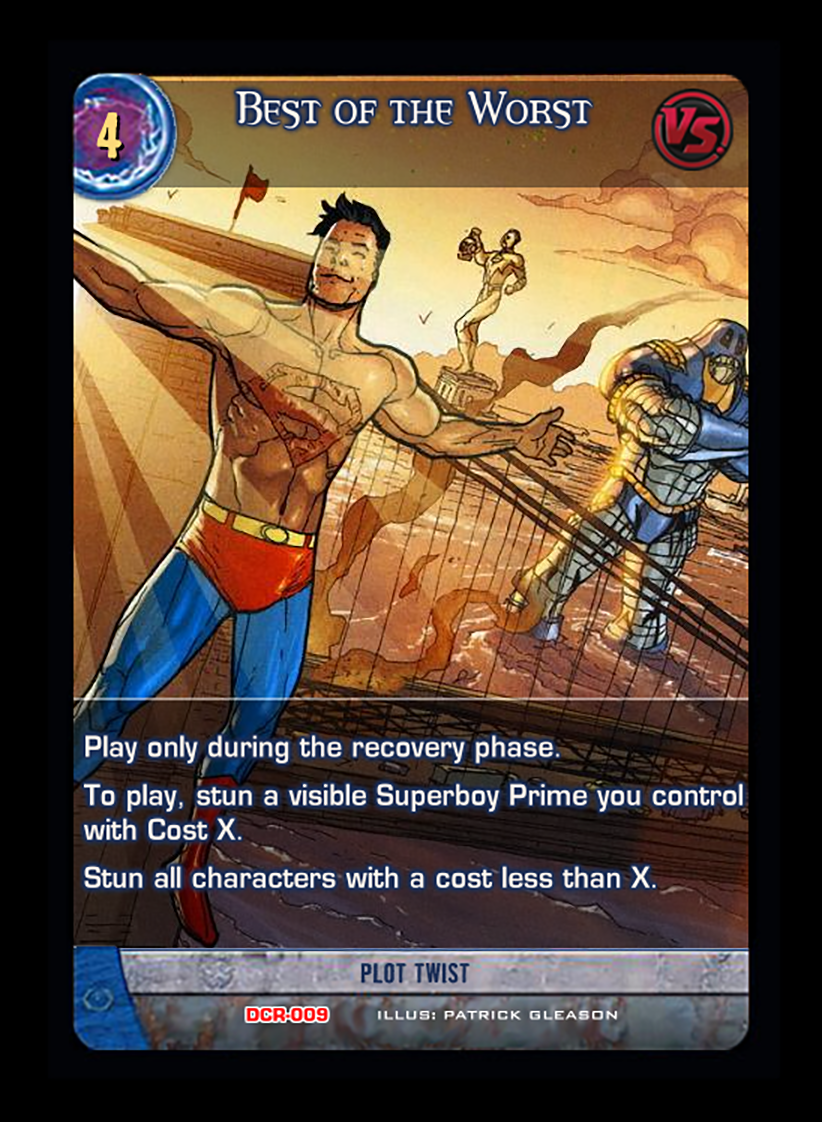 4
Best of the Worst
VS.
Play only during the recovery phase.
To play, stun a visible Superboy Prime you control
with Cost X.
Stun all characters with a cost less than X.
PLOT TWIST
DCR-009
ILLUS: PATRICK GLEASON